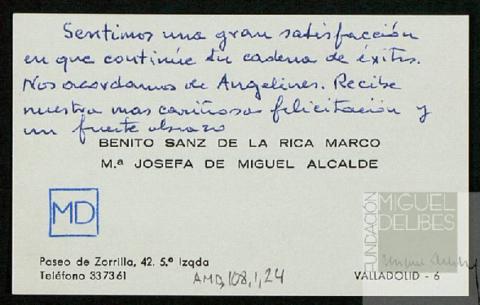 Sentimos una gran satisfacción
en que continúe tu cadena de éxitos.
Nos acordamos de Angelines. Recibe
nuestra mas cariñosa felicitación y
un fuerte abrazo
BENITO SANZ DE LA RICA MARCO
M.ª JOSEFA DE MIGUEL ALCALDE
MD
FUNDACIÓN
MIGUEL
DELIBES
Paseo de Zorrilla, 42. 5.º Izqda
Teléfono 337361
AMD,108,1,24
VALLADOLID - 6